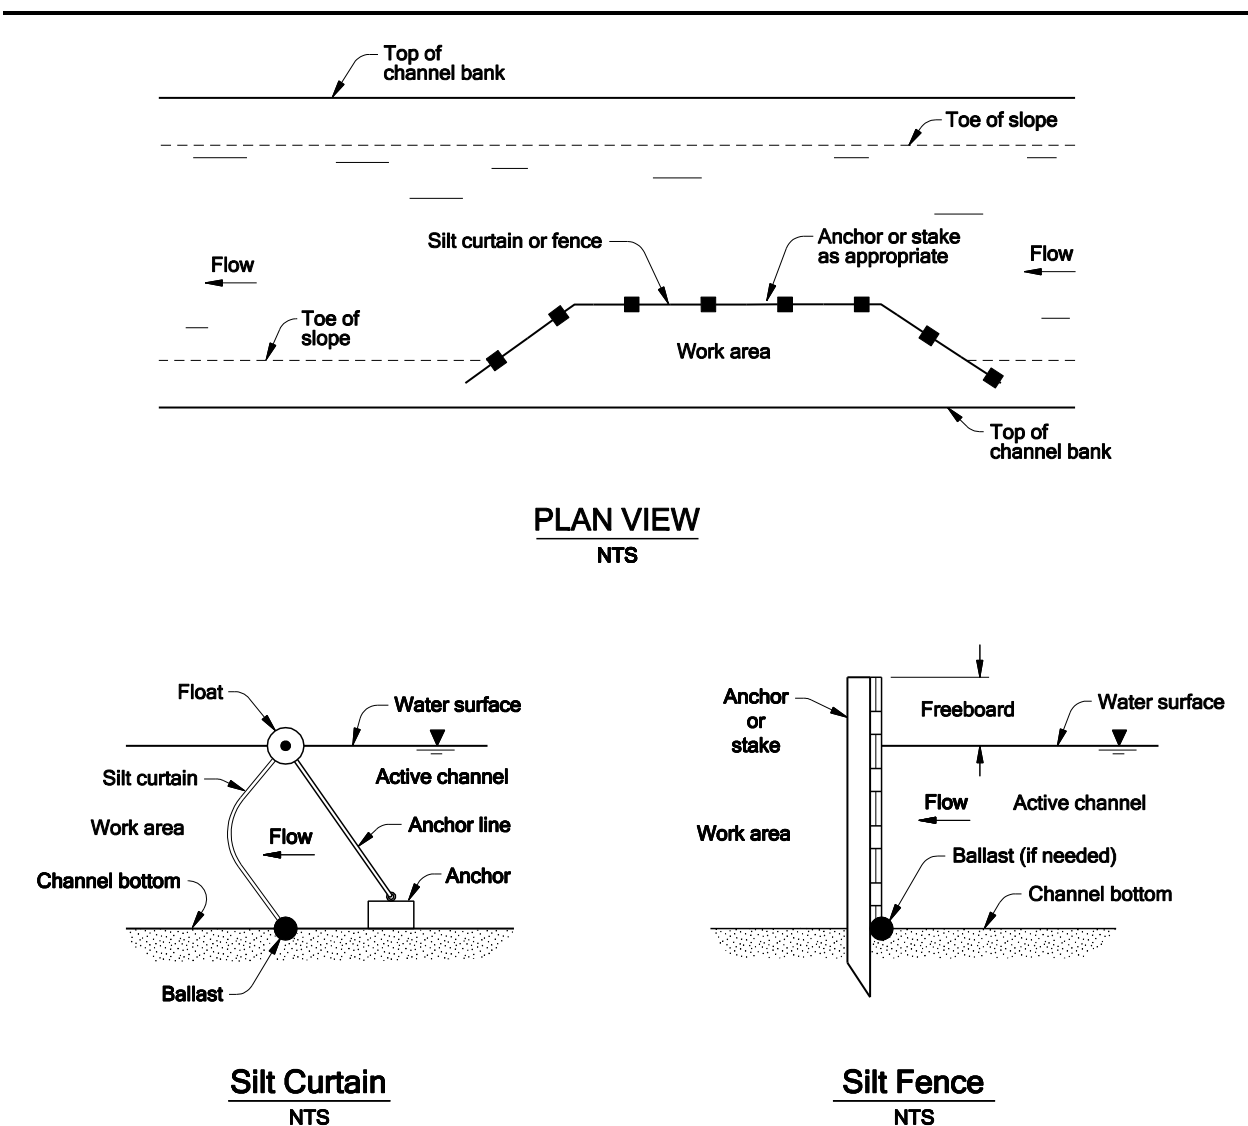 Top of
channel bank
Toe of slope
Silt curtain or fence
Anchor or stake
as appropriate
Flow
Flow
Toe of
slope
Work area
Top of
channel bank
PLAN VIEW
NTS
Float
Water surface
Silt curtain
Active channel
Work area
Flow
Anchor line
Channel bottom
Anchor
Ballast
Silt Curtain
NTS
Anchor
or
stake
Freeboard
Water surface
Flow
Active channel
Work area
Ballast (if needed)
Channel bottom
Silt Fence
NTS